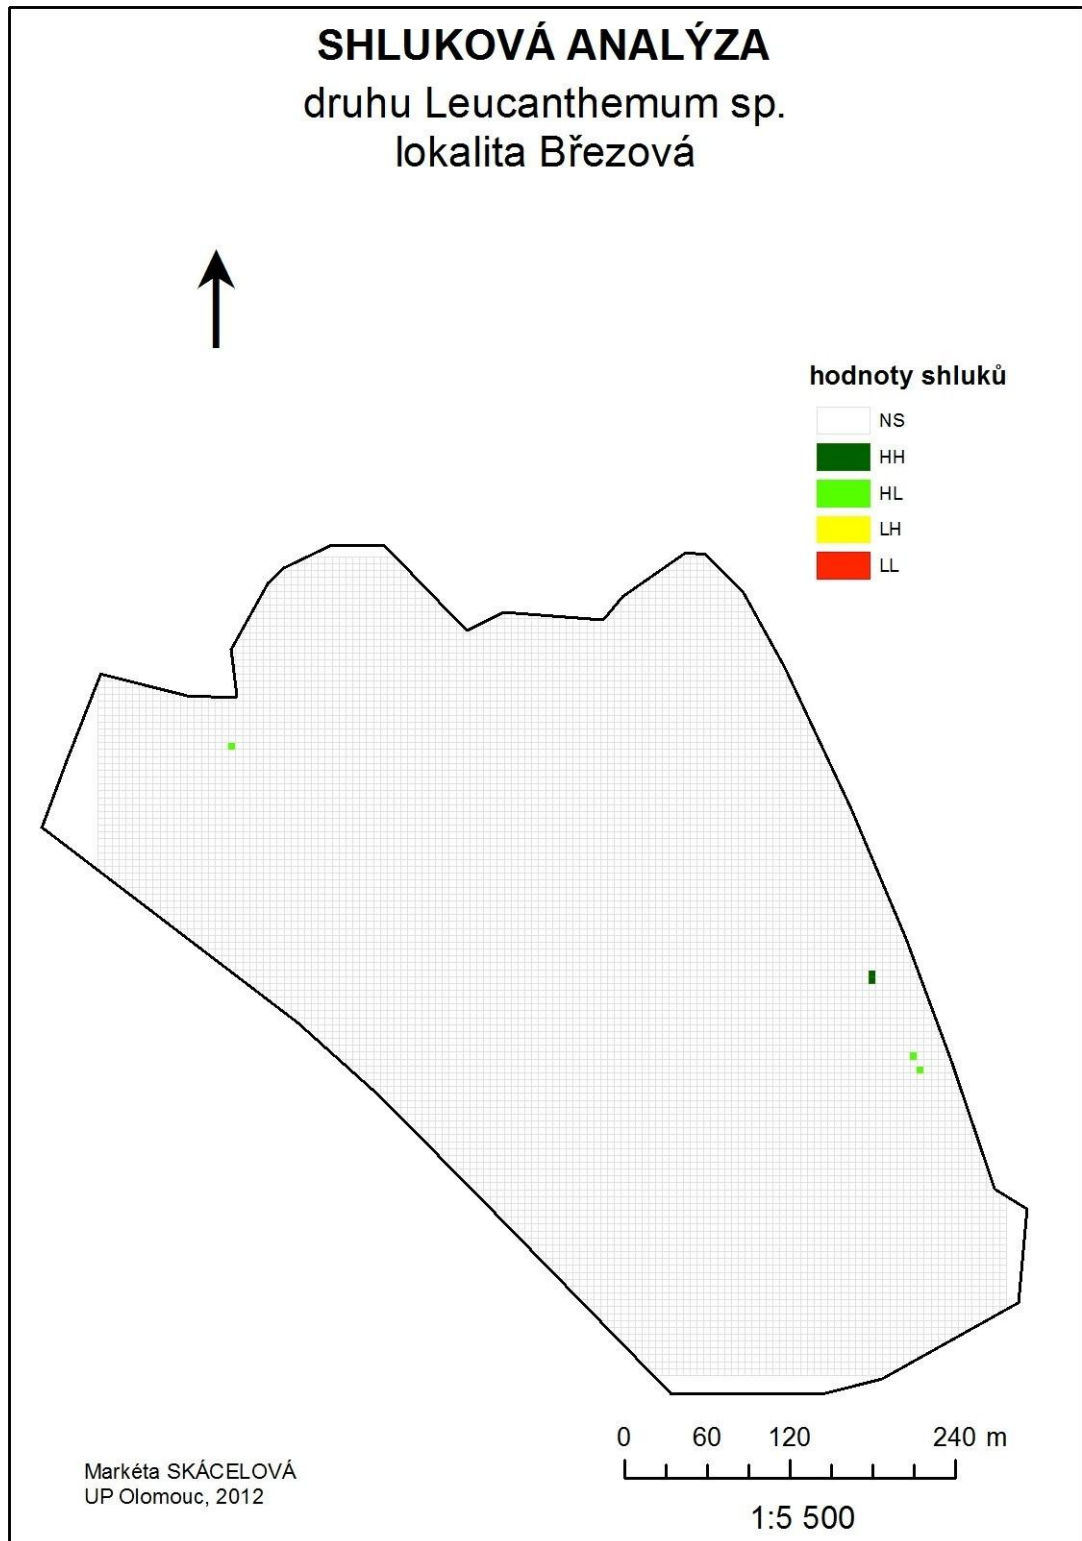 SHLUKOVÁ ANALÝZA
druhu Leucanthemum sp.
lokalita Březová
hodnoty shluků
NS
HH
HL
LH
LL
0 60 120 240 m
1:5 500
Markéta SKÁCELOVÁ
UP Olomouc, 2012